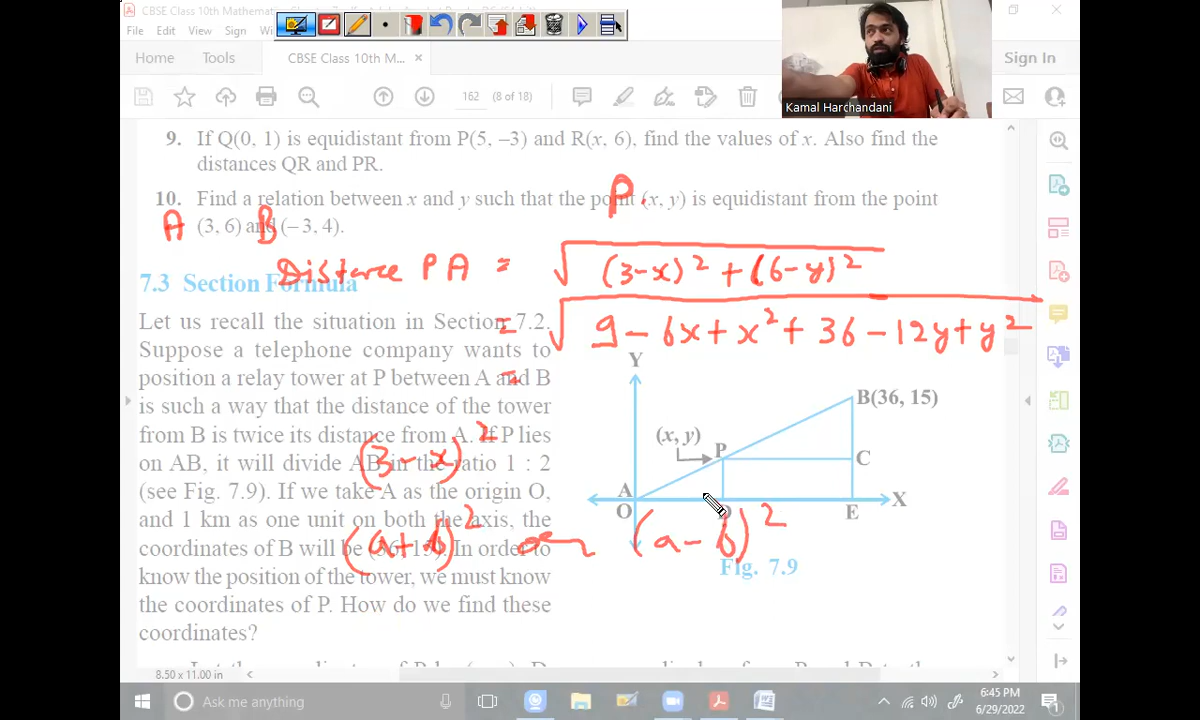 CBSE Class 10th Mathema
File Edit View Sign
Home Tools CBSE Class 10th M... × Sign In
162 (8 of 18)
Kamal Harchandani
9. If Q(0, 1) is equidistant from P(5, –3) and R(x, 6), find the values of x. Also find the
distances QR and PR.
P.
10. Find a relation between x and y such that the point (x, y) is equidistant from the point
A B
(3, 6) and (– 3, 4).
Distance PA = √(3-x)² + (6-y)²
7.3 Section Formula
= √9 - 6x + x² + 36 - 12y + y²
=
Let us recall the situation in Section 7.2.
Suppose a telephone company wants to
position a relay tower at P between A and B
is such a way that the distance of the tower
from B is twice its distance from A. If P lies
on AB, it will divide AB in the ratio 1 : 2
(see Fig. 7.9). If we take A as the origin O,
and 1 km as one unit on both the axis, the
coordinates of B will be (36, 15). In order to
know the position of the tower, we must know
the coordinates of P. How do we find these
coordinates?
(3-x)²
(a+b)² or (a-b)²
Y
B(36, 15)
(x, y)
P
C
A
X
O
D
E
Fig. 7.9
8.50 x 11.00 in
Ask me anything
6:45 PM
6/29/2022